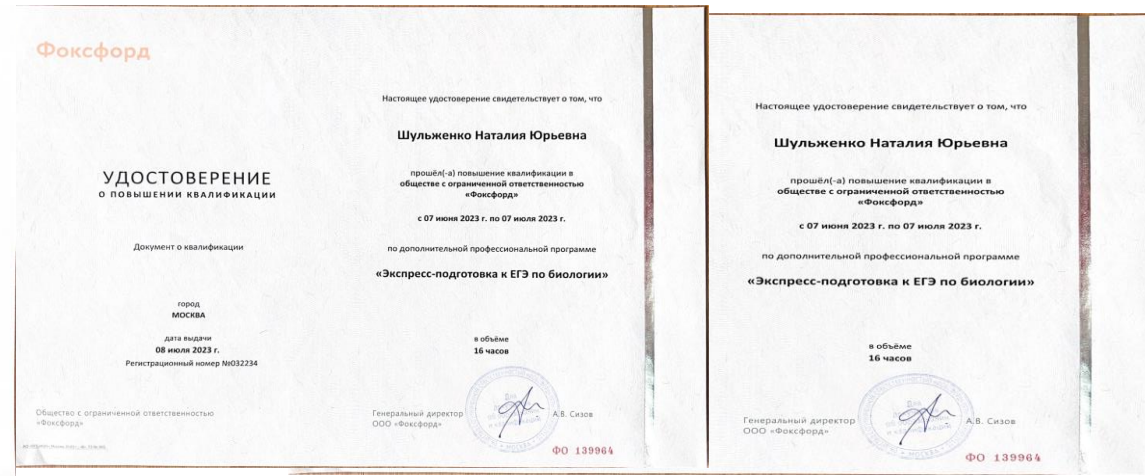 Фоксфорд
УДОСТОВЕРЕНИЕ
О ПОВЫШЕНИИ КВАЛИФИКАЦИИ
Документ о квалификации
город
МОСКВА
дата выдачи
08 июля 2023 г.
Регистрационный номер №032234
Общество с ограниченной ответственностью
«Фоксфорд»
Настоящее удостоверение свидетельствует о том, что
Шульженко Наталия Юрьевна
прошёл(-а) повышение квалификации в
обществе с ограниченной ответственностью
«Фоксфорд»
с 07 июня 2023 г. по 07 июля 2023 г.
по дополнительной профессиональной программе
«Экспресс-подготовка к ЕГЭ по биологии»
в объёме
16 часов
Генеральный директор
ООО «Фоксфорд»
А.В. Сизов
ФО 139964
Настоящее удостоверение свидетельствует о том, что
Шульженко Наталия Юрьевна
прошёл(-а) повышение квалификации в
обществе с ограниченной ответственностью
«Фоксфорд»
с 07 июня 2023 г. по 07 июля 2023 г.
по дополнительной профессиональной программе
«Экспресс-подготовка к ЕГЭ по биологии»
в объёме
16 часов
Генеральный директор
ООО «Фоксфорд»
А.В. Сизов
ФО 139964